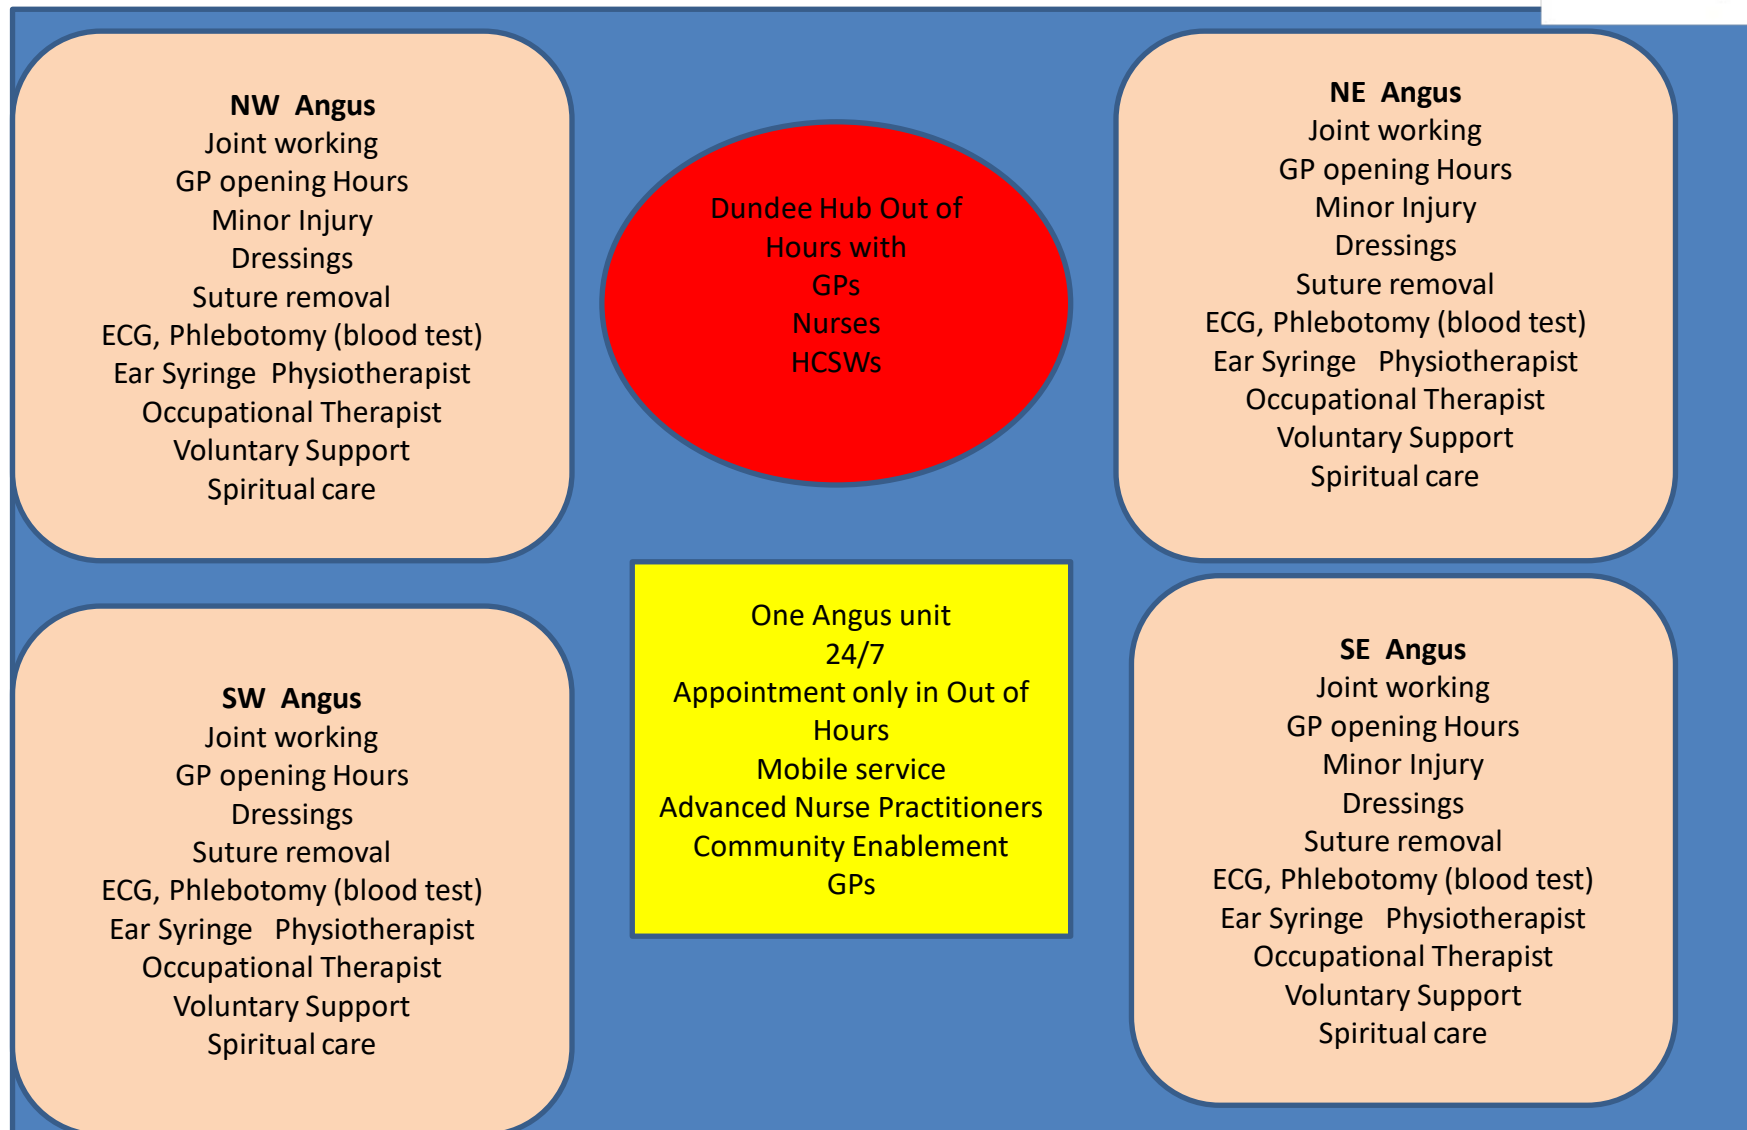 NW Angus
Joint working
GP opening Hours
Minor Injury
Dressings
Suture removal
ECG, Phlebotomy (blood test)
Ear Syringe Physiotherapist
Occupational Therapist
Voluntary Support
Spiritual care
Dundee Hub Out of
Hours with
GPs
Nurses
HCSWs
NE Angus
Joint working
GP opening Hours
Minor Injury
Dressings
Suture removal
ECG, Phlebotomy (blood test)
Ear Syringe Physiotherapist
Occupational Therapist
Voluntary Support
Spiritual care
SW Angus
Joint working
GP opening Hours
Dressings
Suture removal
ECG, Phlebotomy (blood test)
Ear Syringe Physiotherapist
Occupational Therapist
Voluntary Support
Spiritual care
One Angus unit
24/7
Appointment only in Out of
Hours
Mobile service
Advanced Nurse Practitioners
Community Enablement
GPs
SE Angus
Joint working
GP opening Hours
Minor Injury
Dressings
Suture removal
ECG, Phlebotomy (blood test)
Ear Syringe Physiotherapist
Occupational Therapist
Voluntary Support
Spiritual care